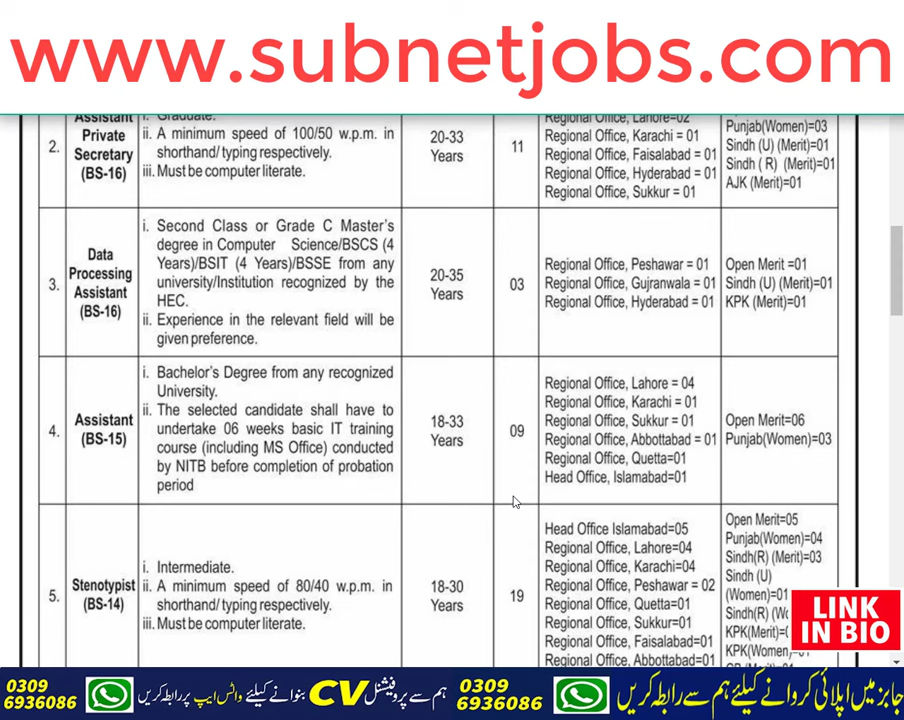 www.subnetjobs.com
2.
Assistant
Private
Secretary
(BS-16)
i. Graduate.
ii. A minimum speed of 100/50 w.p.m. in
shorthand/ typing respectively.
iii. Must be computer literate.
20-33
Years
11
Regional Office, Lahore=02
Regional Office, Karachi = 01
Regional Office, Faisalabad = 01
Regional Office, Hyderabad = 01
Regional Office, Sukkur = 01
Punjab(Women)=03
Sindh (U) (Merit)=01
Sindh ( R) (Merit)=01
AJK (Merit)=01
3.
Data
Processing
Assistant
(BS-16)
i. Second Class or Grade C Master's
degree in Computer Science/BSCS (4
Years)/BSIT (4 Years)/BSSE from any
university/Institution recognized by the
HEC.
ii. Experience in the relevant field will be
given preference.
20-35
Years
03
Regional Office, Peshawar = 01
Regional Office, Gujranwala = 01
Regional Office, Hyderabad = 01
Open Merit =01
Sindh (U) (Merit)=01
KPK (Merit)=01
4.
Assistant
(BS-15)
i. Bachelor's Degree from any recognized
University.
ii. The selected candidate shall have to
undertake 06 weeks basic IT training
course (including MS Office) conducted
by NITB before completion of probation
period
18-33
Years
09
Regional Office, Lahore = 04
Regional Office, Karachi = 01
Regional Office, Sukkur = 01
Regional Office, Abbottabad = 01
Regional Office, Quetta=01
Head Office, Islamabad=01
Open Merit=06
Punjab(Women)=03
5.
Stenotypist
(BS-14)
i. Intermediate.
ii. A minimum speed of 80/40 w.p.m. in
shorthand/ typing respectively.
iii. Must be computer literate.
18-30
Years
19
Head Office Islamabad=05
Regional Office, Lahore=04
Regional Office, Karachi=04
Regional Office, Peshawar = 02
Regional Office, Quetta=01
Regional Office, Sukkur=01
Regional Office, Faisalabad=01
Regional Office, Abbottabad=01
Open Merit=05
Punjab(Women)=04
Sindh(R) (Merit)=03
Sindh (U)
(Women)=01
Sindh(R)
KPK(Merit)=
KPK(Women)
LINK
IN BIO
جابز میں اپلائی کروانے کیلئے ہم سے رابطہ کریں
0309
6936086
ہم سے پروفیشنل CV بنوانے کیلئے واٹس ایپ پر رابطہ کریں
0309
6936086